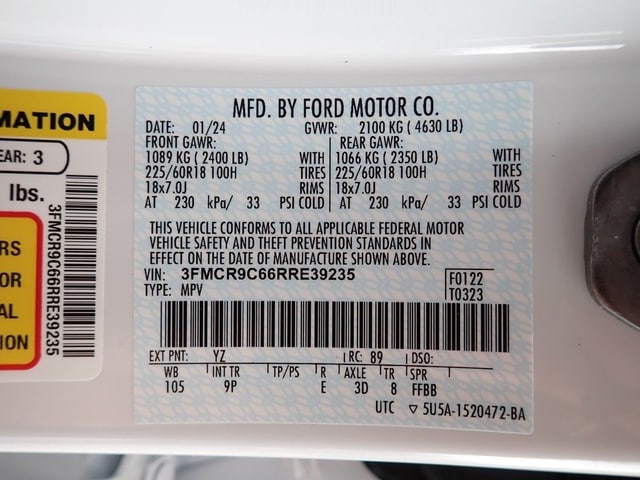 MATION
EAR: 3
lbs.
RS
OR
AL
ION
3FMCR9C66RRE39235
MFD. BY FORD MOTOR CO.
DATE: 01/24 GVWR: 2100 KG ( 4630 LB)
FRONT GAWR: REAR GAWR:
1089 KG ( 2400 LB) WITH 1066 KG ( 2350 LB) WITH
225/60R18 100H TIRES 225/60R18 100H TIRES
18x7.0J RIMS 18x7.0J RIMS
AT 230 kPa/ 33 PSI COLD AT 230 kPa/ 33 PSI COLD
THIS VEHICLE CONFORMS TO ALL APPLICABLE FEDERAL MOTOR
VEHICLE SAFETY AND THEFT PREVENTION STANDARDS IN
EFFECT ON THE DATE OF MANUFACTURE SHOWN ABOVE.
VIN: 3FMCR9C66RRE39235 F0122
TYPE: MPV T0323
EXT PNT: YZ RC: 89 DSO:
WB INT TR TP/PS R AXLE TR SPR
105 9P E 3D 8 FFBB
UTC ▽ 5U5A-1520472-BA